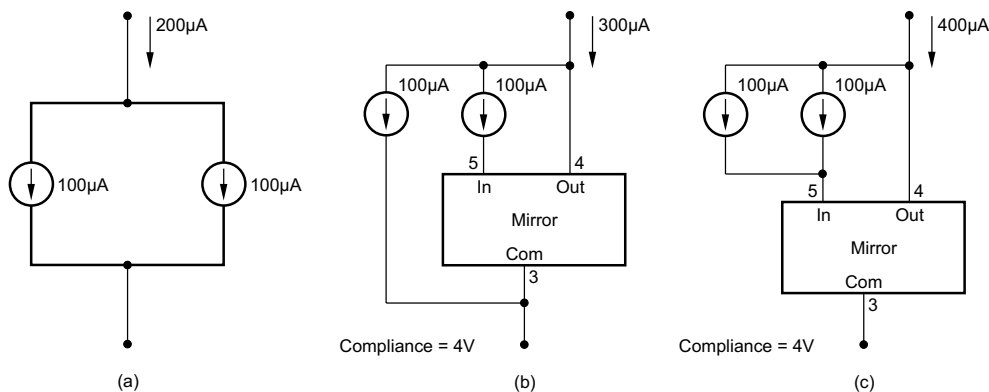 200µA
100µA
100µA
(a)
300µA
100µA
100µA
5
4
In
Out
Mirror
Com
3
Compliance = 4V
(b)
400µA
100µA
100µA
5
4
In
Out
Mirror
Com
3
Compliance = 4V
(c)